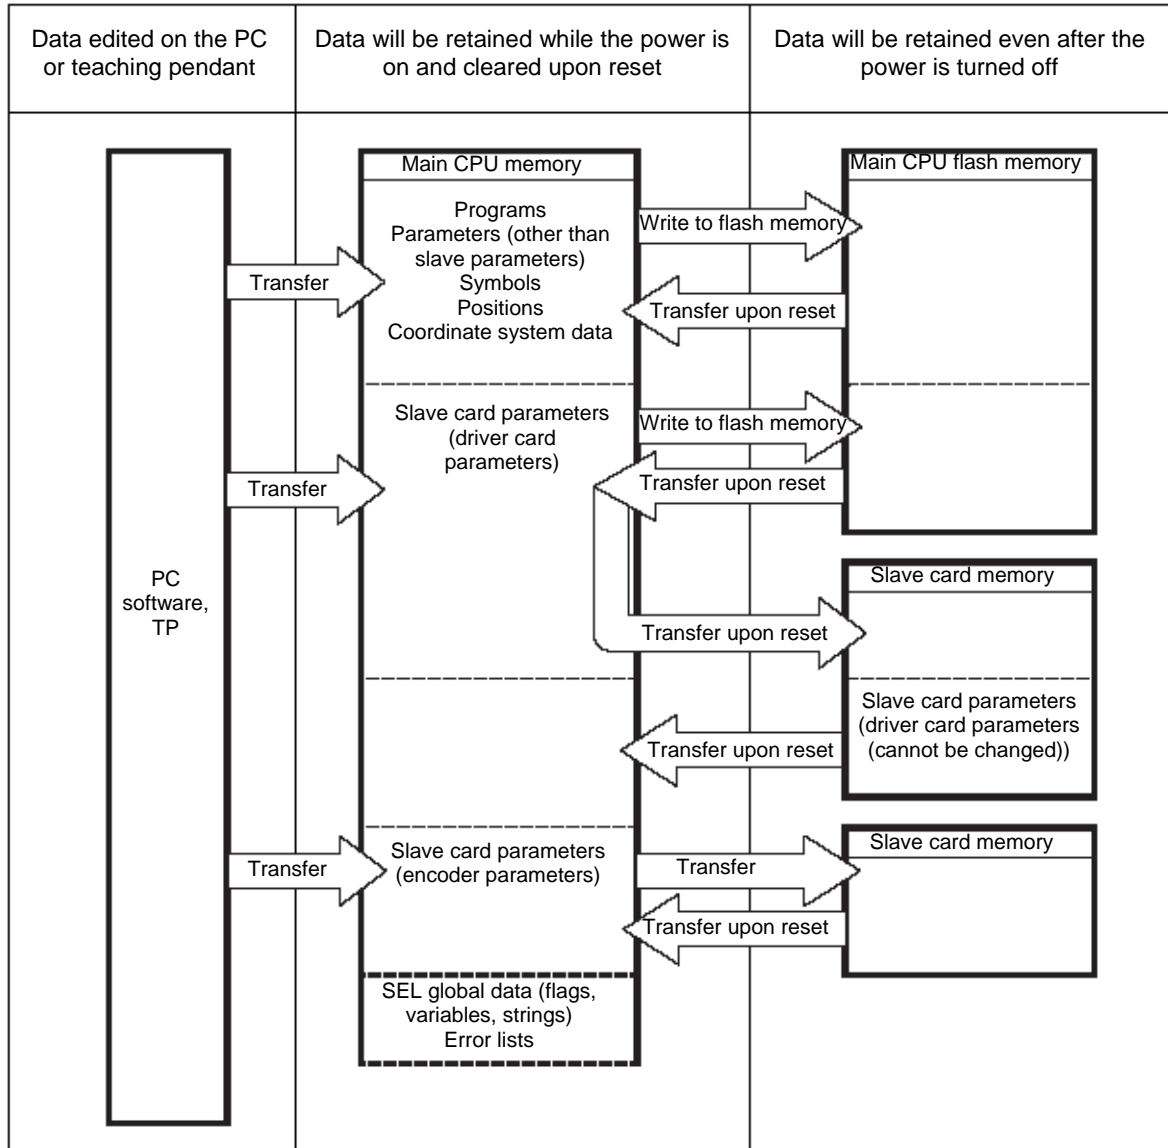 Data edited on the PC
or teaching pendant
Data will be retained while the power is
on and cleared upon reset
Data will be retained even after the
power is turned off
PC
software,
TP
Transfer
Transfer
Transfer
Main CPU memory
Programs
Parameters (other than
slave parameters)
Symbols
Positions
Coordinate system data
Slave card parameters
(driver card
parameters)
Slave card parameters
(encoder parameters)
SEL global data (flags,
variables, strings)
Error lists
Write to flash memory
Transfer upon reset
Write to flash memory
Transfer upon reset
Transfer upon reset
Transfer upon reset
Transfer
Transfer upon reset
Main CPU flash memory
Slave card memory
Slave card parameters
(driver card parameters
(cannot be changed))
Slave card memory